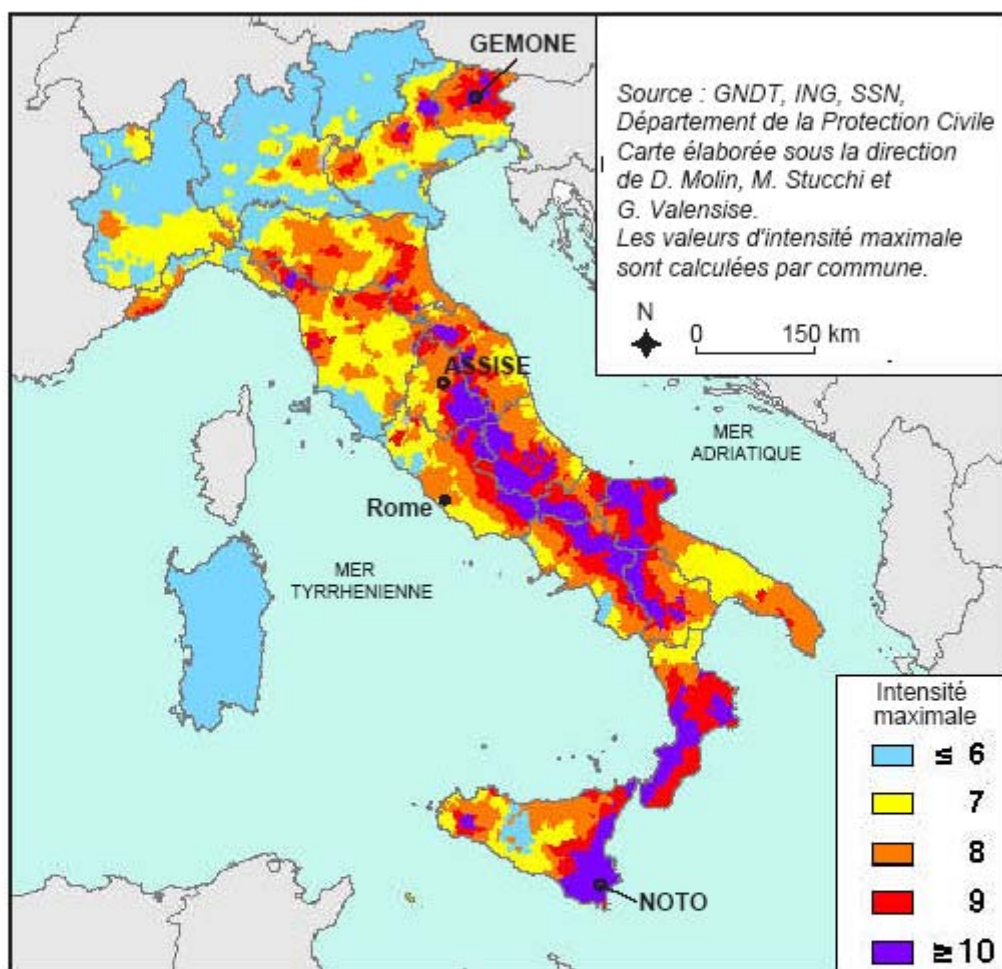 GEMONE
Source : GNDT, ING, SSN,
Département de la Protection Civile
Carte élaborée sous la direction
de D. Molin, M. Stucchi et
G. Valensise.
Les valeurs d'intensité maximale
sont calculées par commune.
N
0 150 km
ASSISE
MER
ADRIATIQUE
Rome
MER
TYRRHENIENNE
NOTO
Intensité
maximale
≤ 6
7
8
9
≥ 10